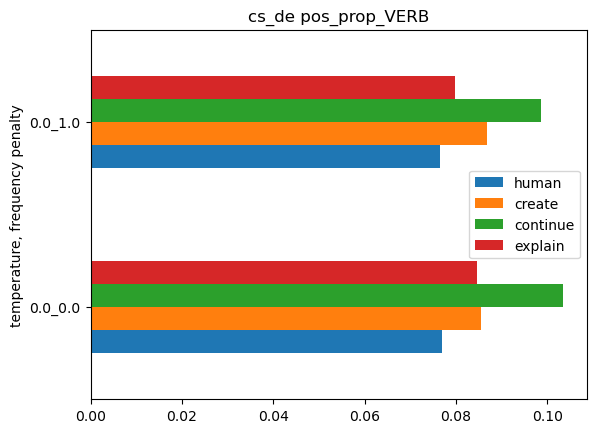 cs_de pos_prop_VERB
temperature, frequency penalty
0.0_1.0
0.0_0.0
human
create
continue
explain
0.00 0.02 0.04 0.06 0.08 0.10